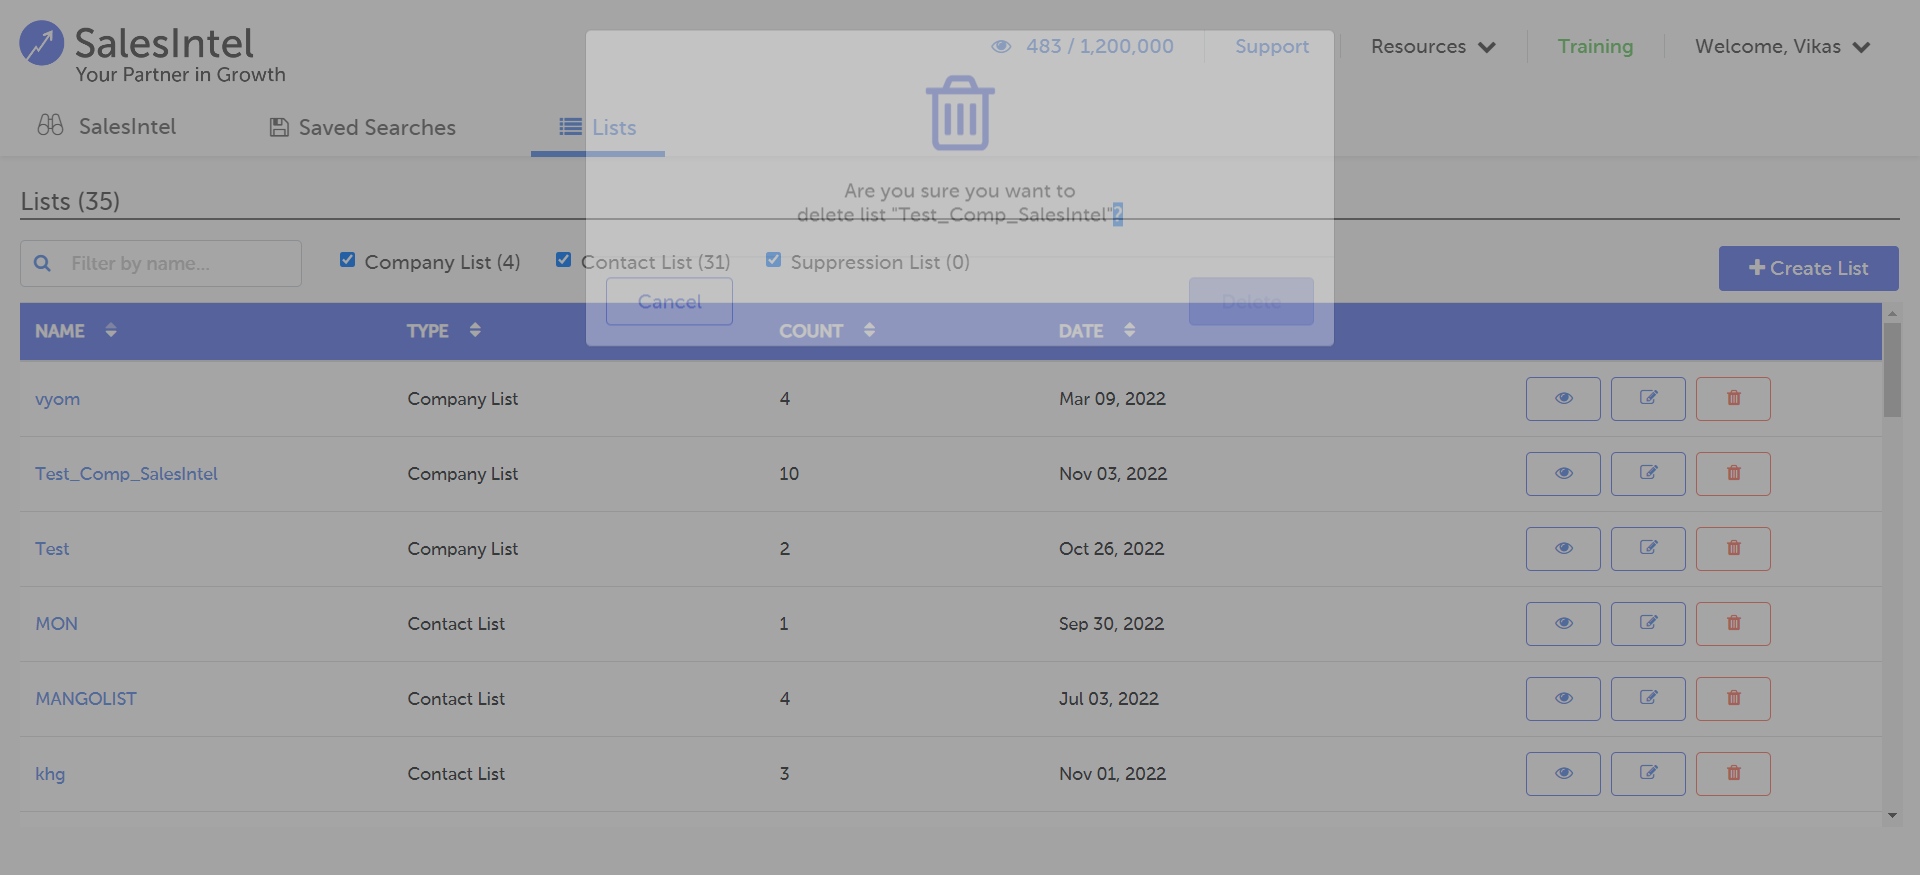 SalesIntel
Your Partner in Growth
483 / 1,200,000
Support
Resources
Training
Welcome, Vikas
SalesIntel
Saved Searches
Lists
Are you sure you want to
delete list "Test_Comp_SalesIntel"?
Cancel
Delete
Lists (35)
Filter by name...
Company List (4)
Contact List (31)
Suppression List (0)
Create List
NAME TYPE COUNT DATE
vyom Company List 4 Mar 09, 2022
Test_Comp_SalesIntel Company List 10 Nov 03, 2022
Test Company List 2 Oct 26, 2022
MON Contact List 1 Sep 30, 2022
MANGOLIST Contact List 4 Jul 03, 2022
khg Contact List 3 Nov 01, 2022